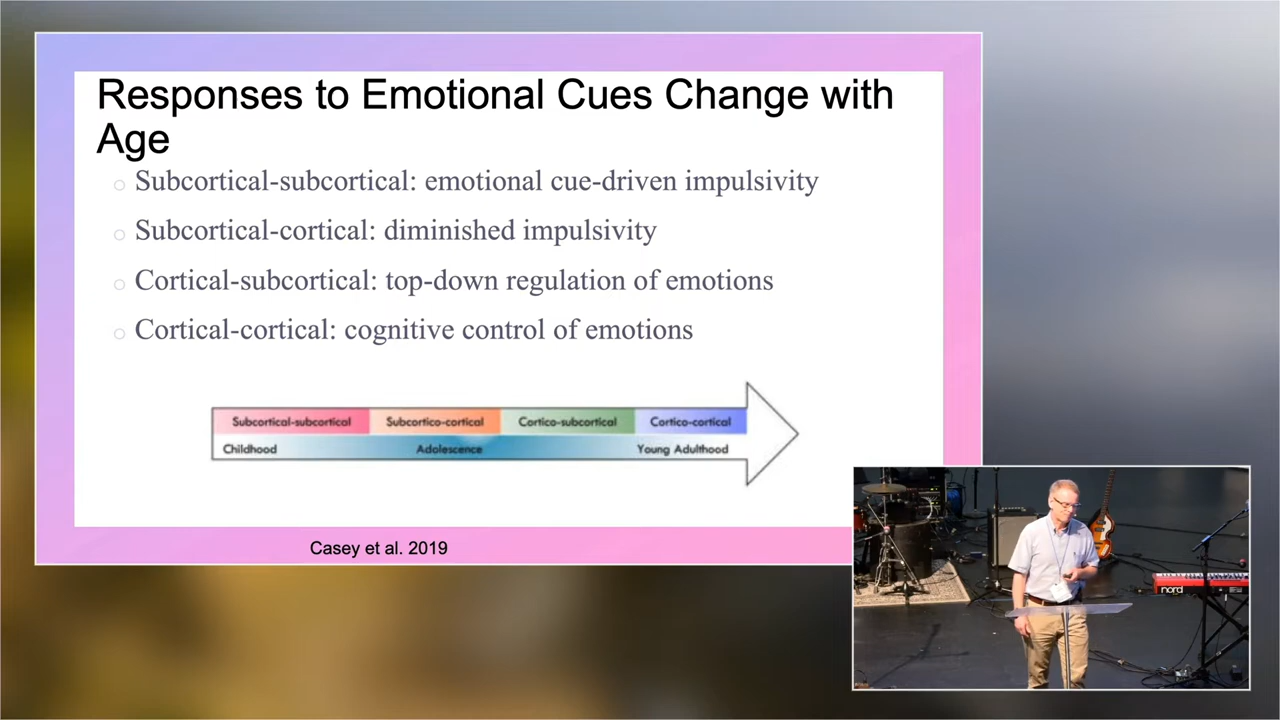 Responses to Emotional Cues Change with
Age
Subcortical-subcortical: emotional cue-driven impulsivity
Subcortical-cortical: diminished impulsivity
Cortical-subcortical: top-down regulation of emotions
Cortical-cortical: cognitive control of emotions
Subcortical-subcortical Subcortico-cortical Cortico-subcortical Cortico-cortical
Childhood Adolescence Young Adulthood
Casey et al. 2019
nord